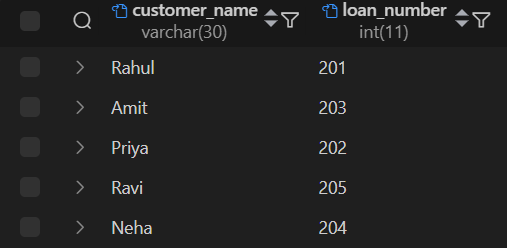 customer_name loan_number
varchar(30) int(11)
Rahul 201
Amit 203
Priya 202
Ravi 205
Neha 204